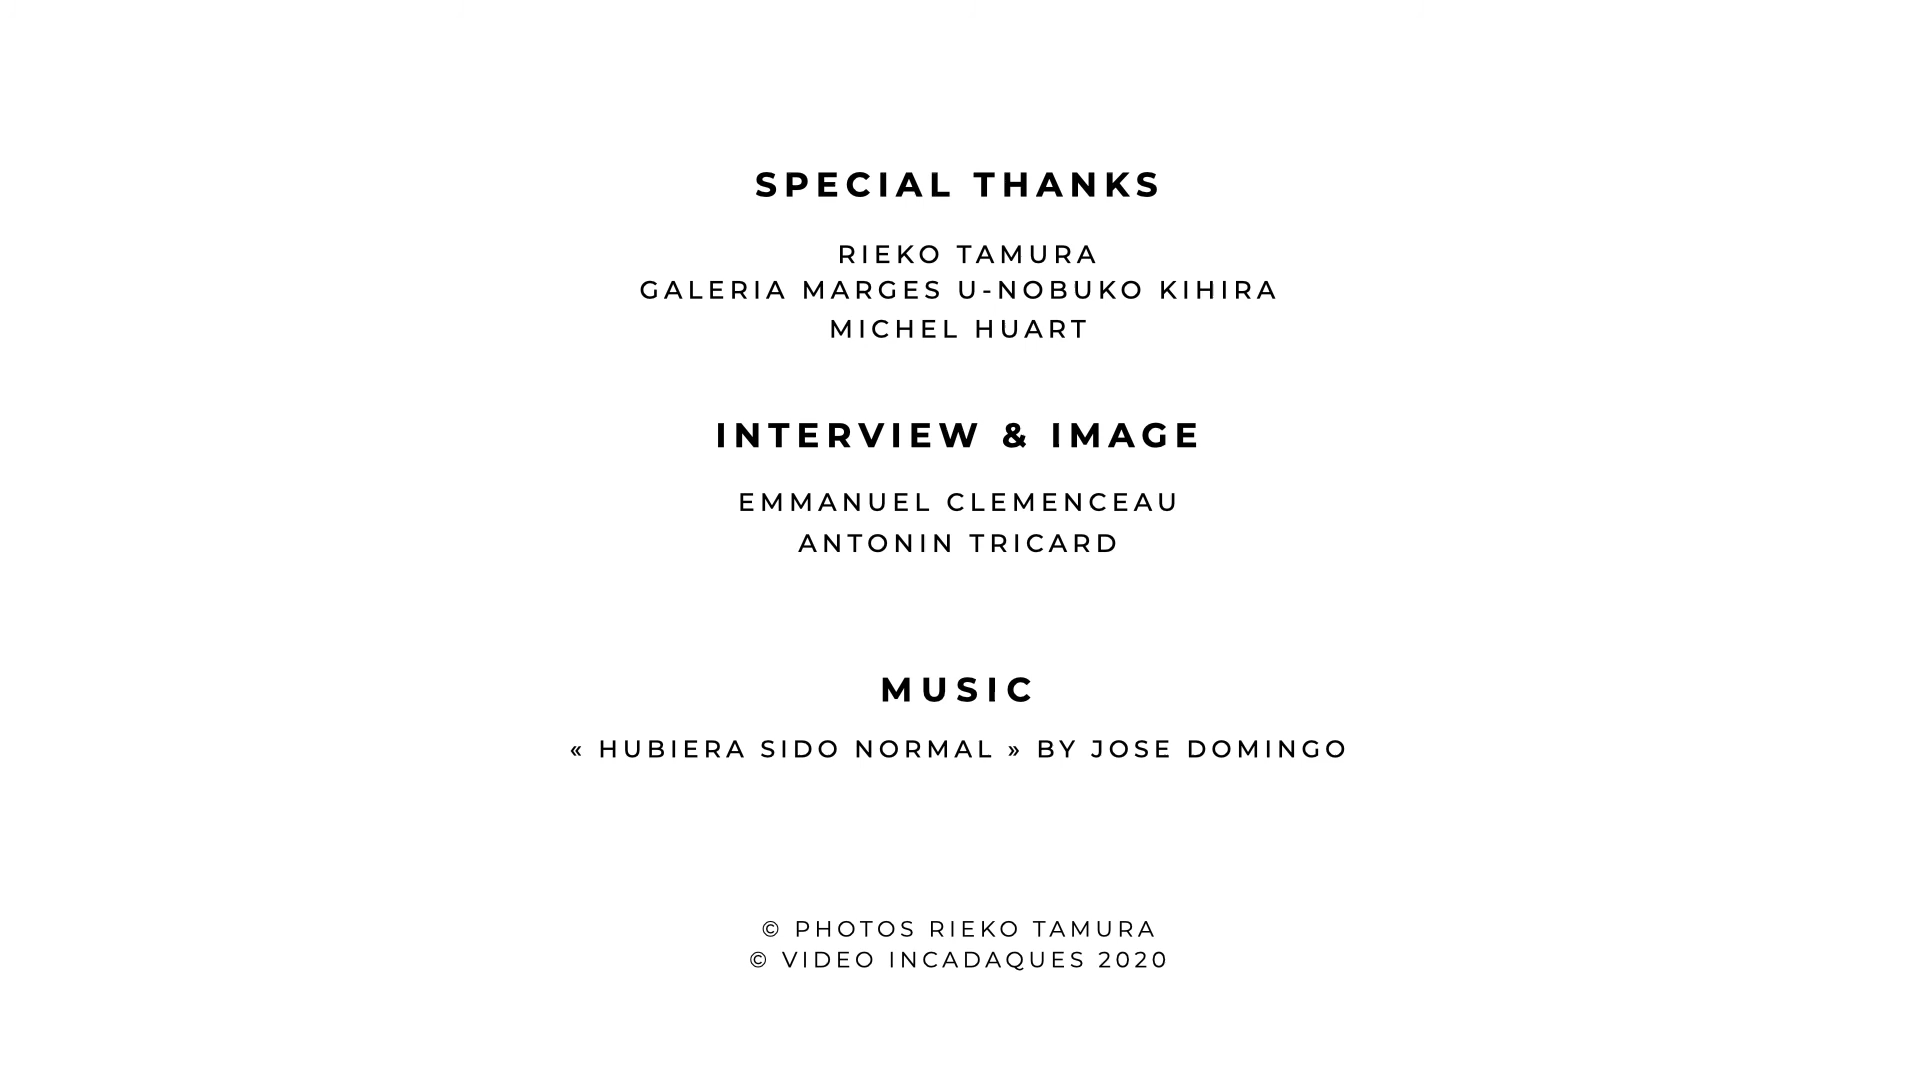 SPECIAL THANKS
RIEKO TAMURA
GALERIA MARGES U-NOBUKO KIHIRA
MICHEL HUART
INTERVIEW & IMAGE
EMMANUEL CLEMENCEAU
ANTONIN TRICARD
MUSIC
« HUBIERA SIDO NORMAL » BY JOSE DOMINGO
© PHOTOS RIEKO TAMURA
© VIDEO INCADAQUES 2020